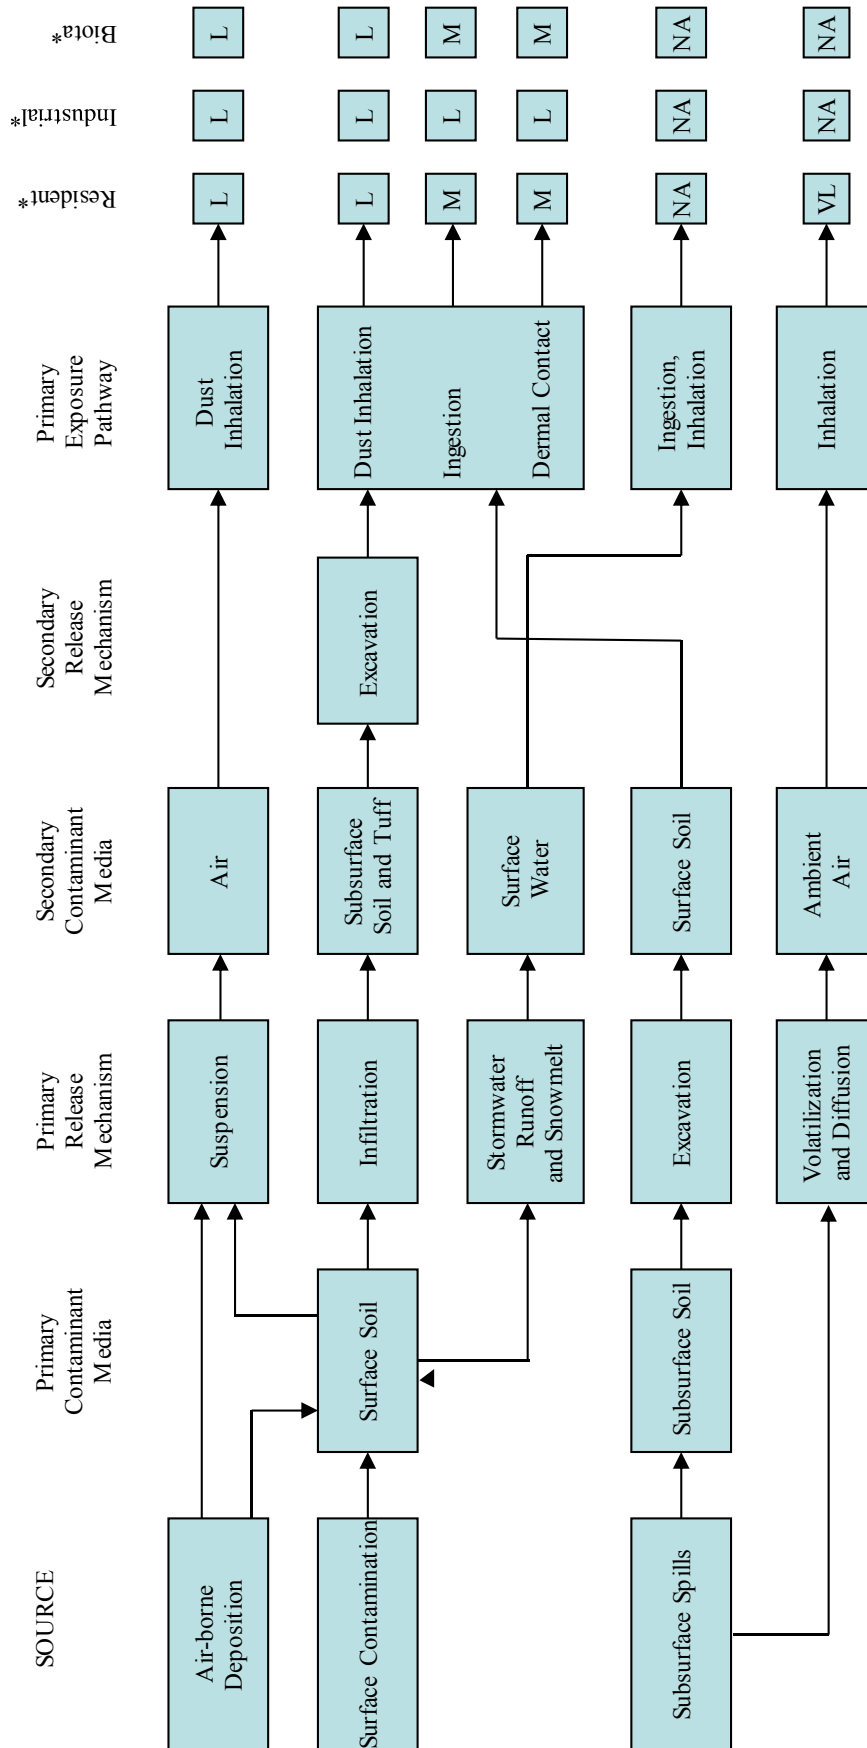 SOURCE
Primary
Contaminant
Media
Primary
Release
Mechanism
Secondary
Contaminant
Media
Secondary
Release
Mechanism
Primary
Exposure
Pathway
Resident*
Industrial*
Biota*
Air-borne
Deposition
Suspension
Air
Dust
Inhalation
L
L
L
Surface Contamination
Surface Soil
Infiltration
Subsurface
Soil and Tuff
Excavation
Dust Inhalation
L
L
L
Ingestion
M
L
M
Stormwater
Runoff
and Snowmelt
Surface
Water
Dermal Contact
M
L
M
Subsurface Spills
Subsurface Soil
Excavation
Surface Soil
Ingestion,
Inhalation
NA
NA
NA
Volatilization
and Diffusion
Ambient
Air
Inhalation
VL
NA
NA